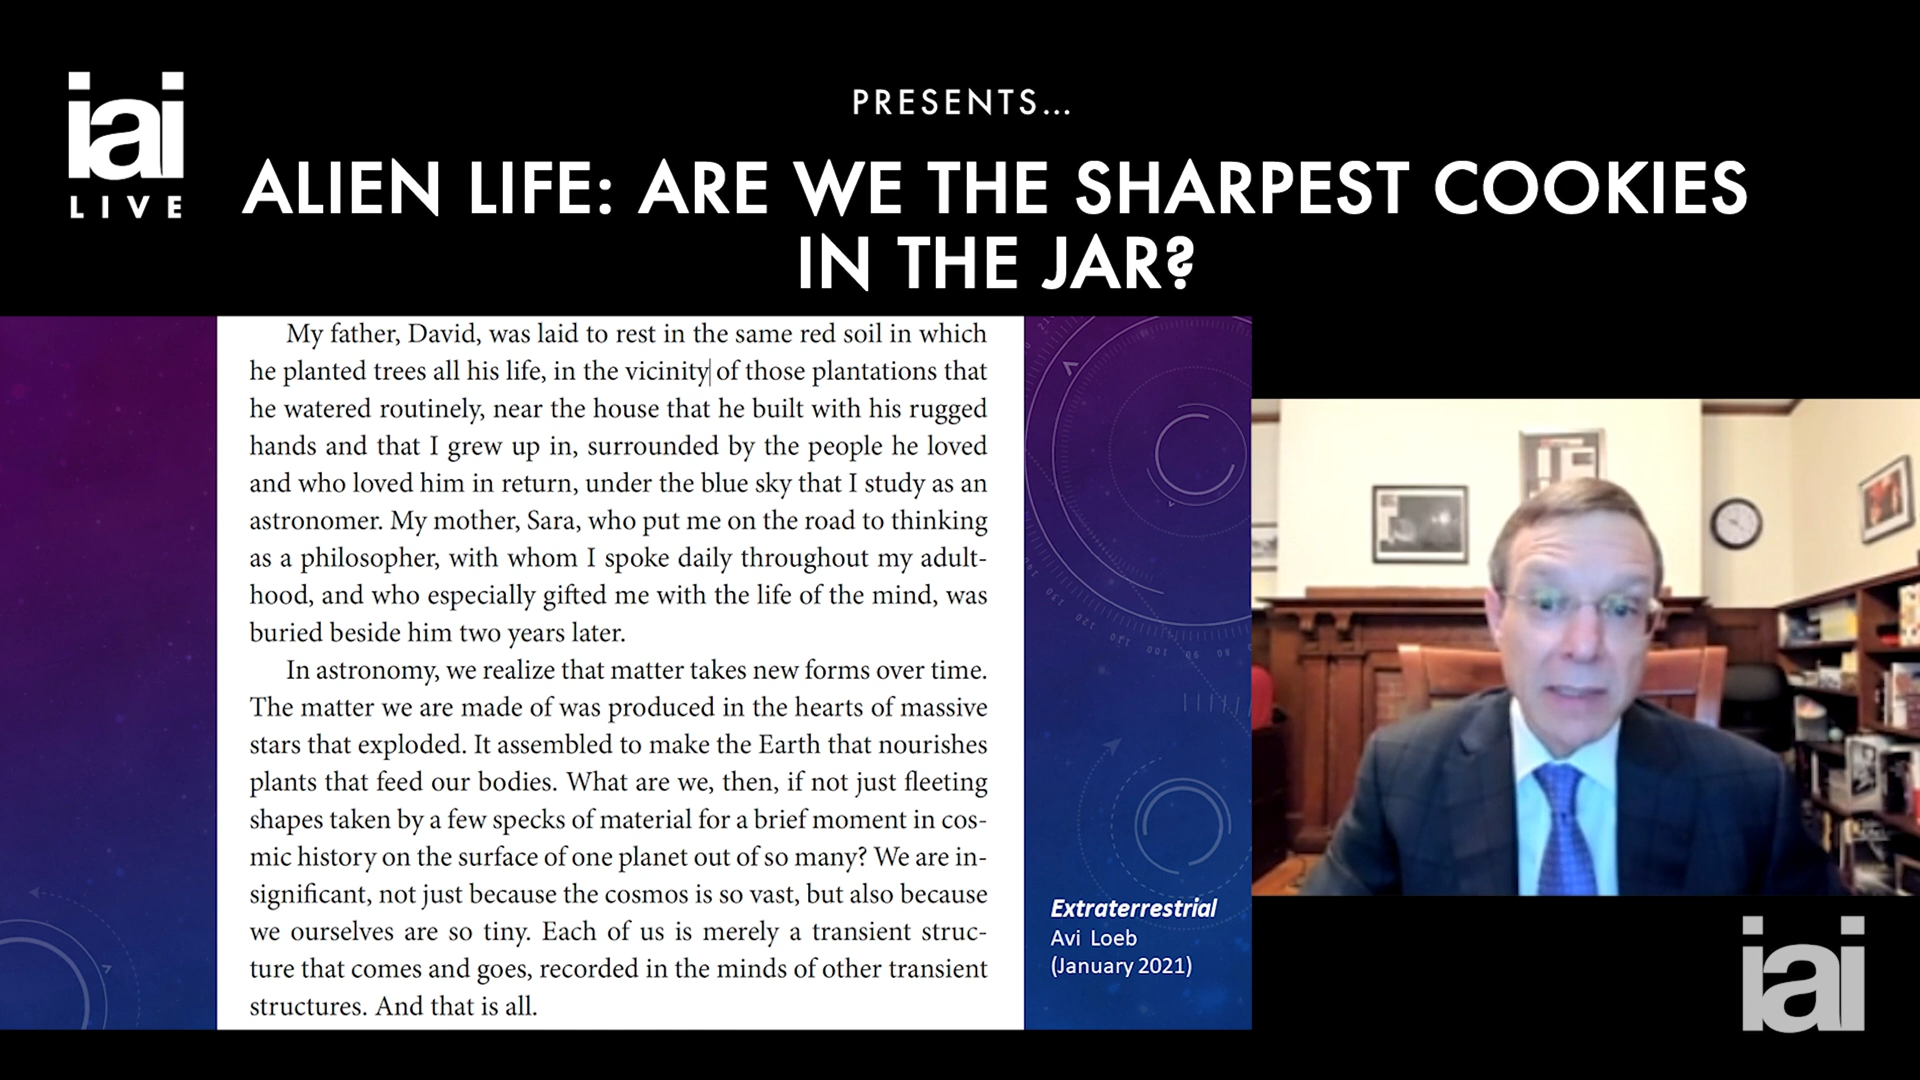 iai
LIVE
PRESENTS...
ALIEN LIFE: ARE WE THE SHARPEST COOKIES
IN THE JAR?
My father, David, was laid to rest in the same red soil in which
he planted trees all his life, in the vicinity of those plantations that
he watered routinely, near the house that he built with his rugged
hands and that I grew up in, surrounded by the people he loved
and who loved him in return, under the blue sky that I study as an
astronomer. My mother, Sara, who put me on the road to thinking
as a philosopher, with whom I spoke daily throughout my adult-
hood, and who especially gifted me with the life of the mind, was
buried beside him two years later.
In astronomy, we realize that matter takes new forms over time.
The matter we are made of was produced in the hearts of massive
stars that exploded. It assembled to make the Earth that nourishes
plants that feed our bodies. What are we, then, if not just fleeting
shapes taken by a few specks of material for a brief moment in cos-
mic history on the surface of one planet out of so many? We are in-
significant, not just because the cosmos is so vast, but also because
we ourselves are so tiny. Each of us is merely a transient struc-
ture that comes and goes, recorded in the minds of other transient
structures. And that is all.
Extraterrestrial
Avi Loeb
(January 2021)
iai